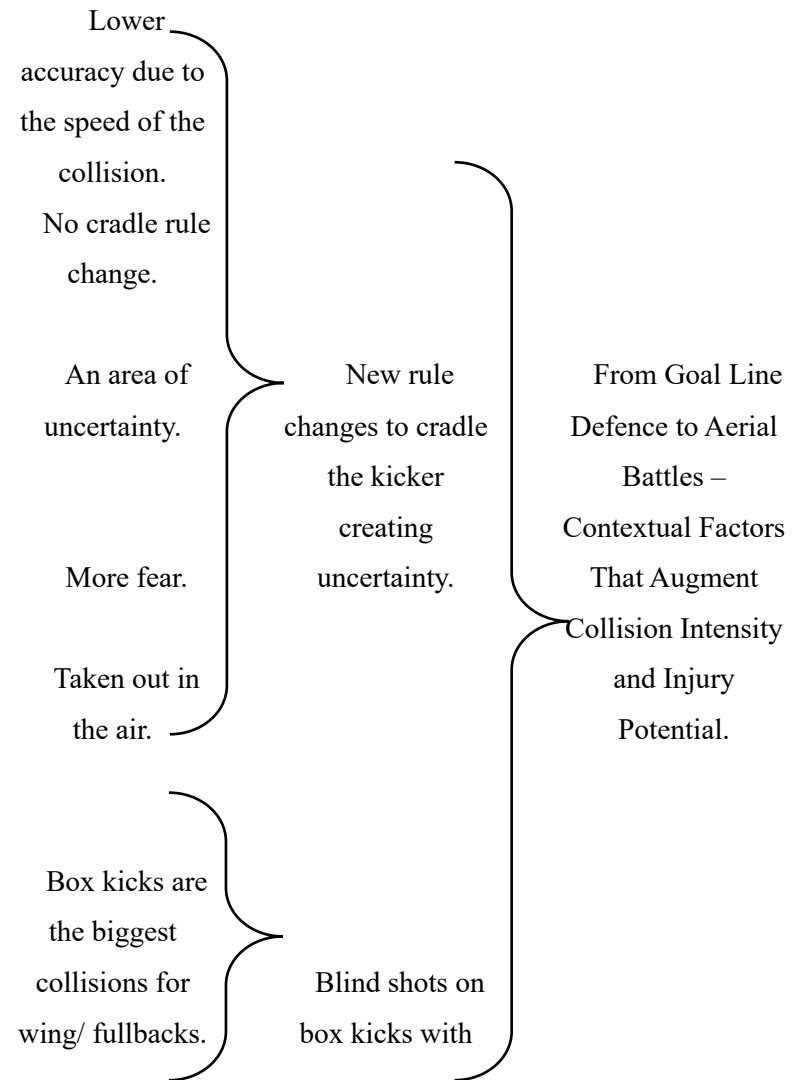 Lower
accuracy due to
the speed of the
collision.
No cradle rule
change.
An area of
uncertainty.
More fear.
Taken out in
the air.
Box kicks are
the biggest
collisions for
wing/ fullbacks.
New rule
changes to cradle
the kicker
creating
uncertainty.
Blind shots on
box kicks with
From Goal Line
Defence to Aerial
Battles –
Contextual Factors
That Augment
Collision Intensity
and Injury
Potential.